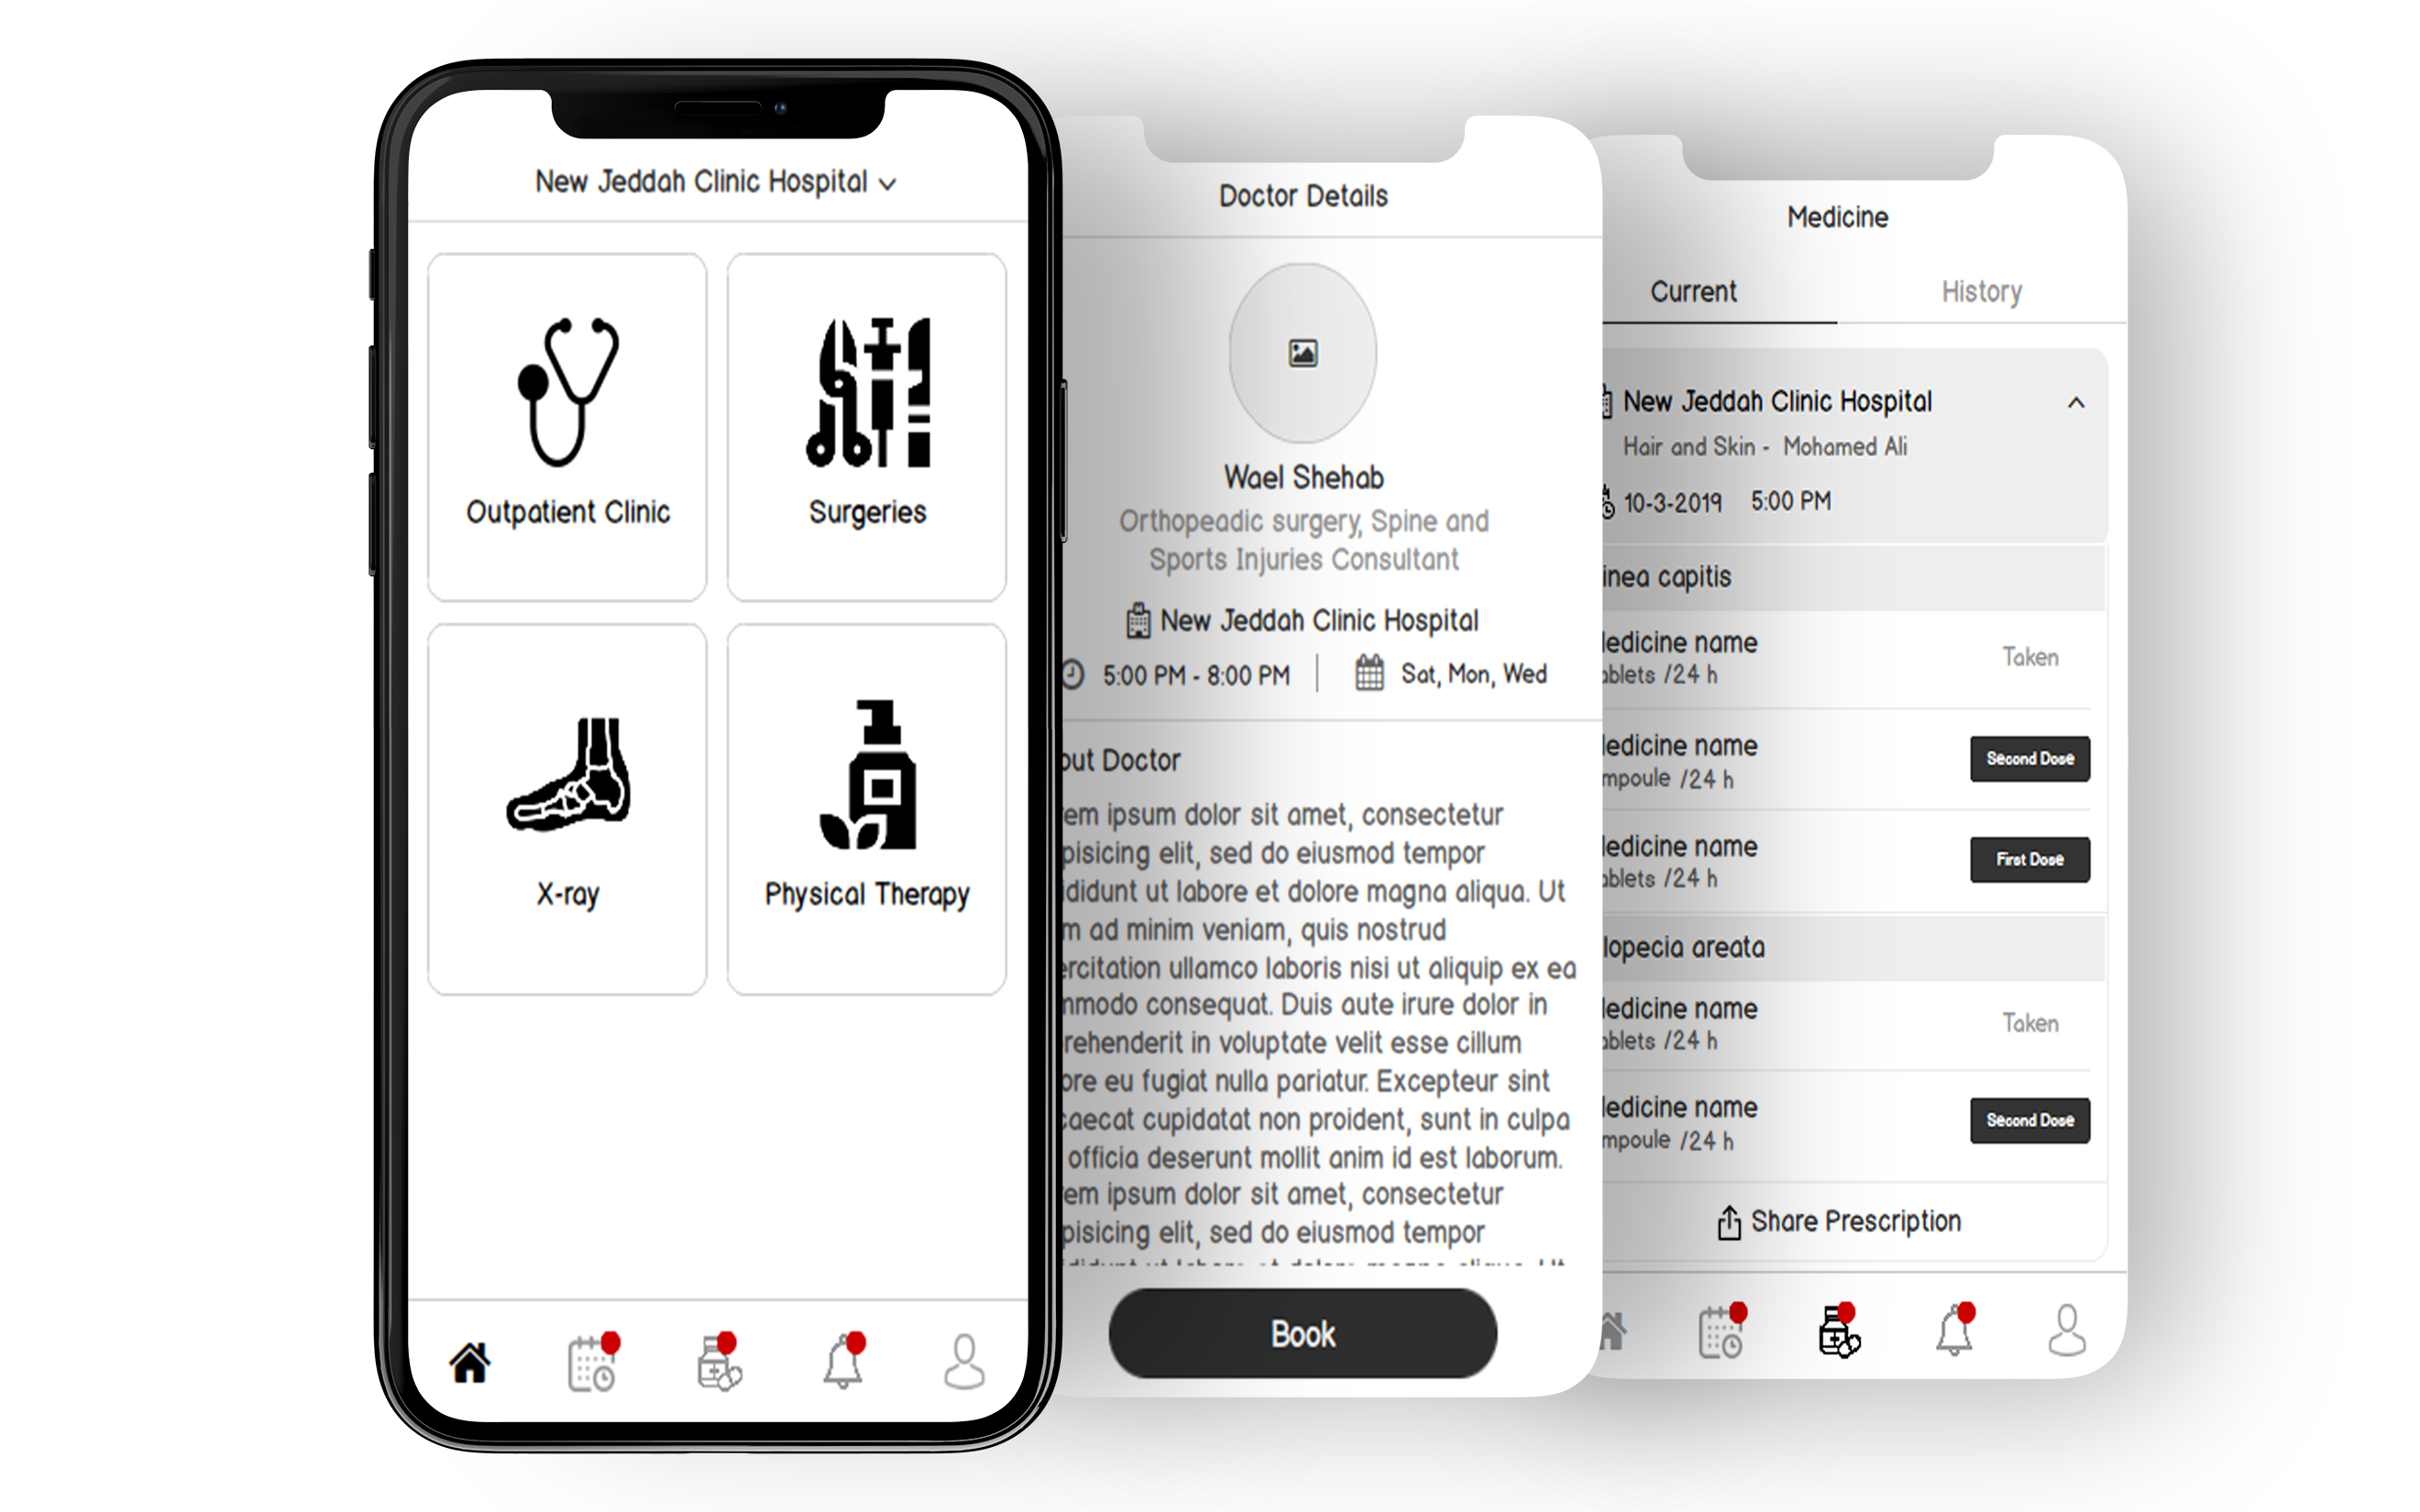 New Jeddah Clinic Hospital
Outpatient Clinic
Surgeries
X-ray
Physical Therapy
Doctor Details
Wael Shehab
Orthopeadic surgery, Spine and
Sports Injuries Consultant
New Jeddah Clinic Hospital
5:00 PM - 8:00 PM
Sat, Mon, Wed
out Doctor
em ipsum dolor sit amet, consectetur
pisicing elit, sed do eiusmod tempor
ididunt ut labore et dolore magna aliqua. Ut
m ad minim veniam, quis nostrud
ercitation ullamco laboris nisi ut aliquip ex ea
mmodo consequat. Duis aute irure dolor in
rehenderit in voluptate velit esse cillum
ore eu fugiat nulla pariatur. Excepteur sint
caecat cupidatat non proident, sunt in culpa
officia deserunt mollit anim id est laborum.
em ipsum dolor sit amet, consectetur
pisicing elit, sed do eiusmod tempor
Book
Medicine
Current
History
New Jeddah Clinic Hospital
Hair and Skin - Mohamed Ali
10-3-2019 5:00 PM
inea capitis
edicine name
Taken
ablets /24 h
edicine name
Second Dose
mpoule /24 h
edicine name
First Dose
ablets /24 h
lopecia areata
edicine name
Taken
ablets /24 h
edicine name
Second Dose
mpoule /24 h
Share Prescription